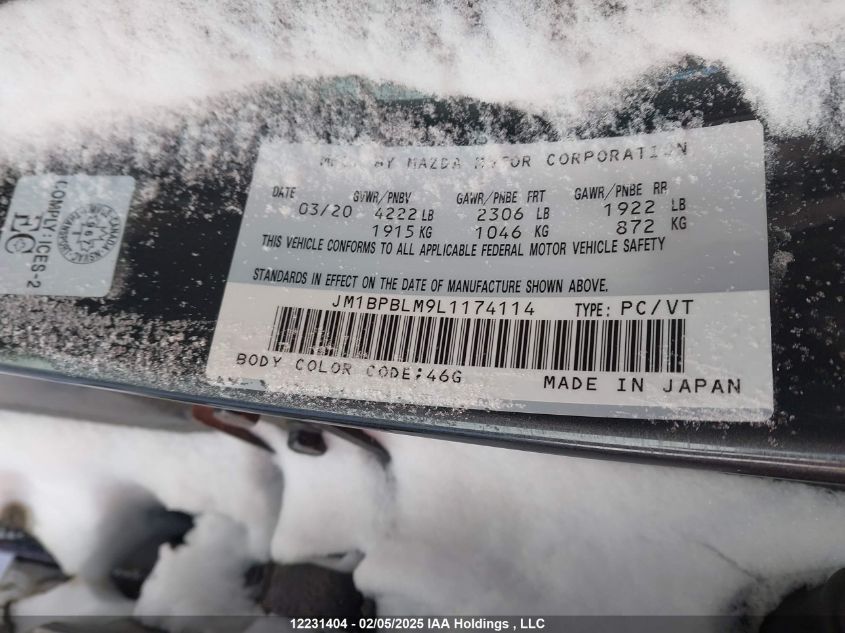 MAZDA MOTOR CORPORATION
DATE GVWR/PNBV GAWR/PNBE FRT GAWR/PNBE RR
03/20 4222 LB 2306 LB 1922 LB
1915 KG 1046 KG 872 KG
THIS VEHICLE CONFORMS TO ALL APPLICABLE FEDERAL MOTOR VEHICLE SAFETY
STANDARDS IN EFFECT ON THE DATE OF MANUFACTURE SHOWN ABOVE.
JM1BPBLM9L1174114 TYPE: PC/VT
BODY COLOR CODE:46G MADE IN JAPAN
COMPLY:ICES-2
12231404 - 02/05/2025 IAA Holdings , LLC